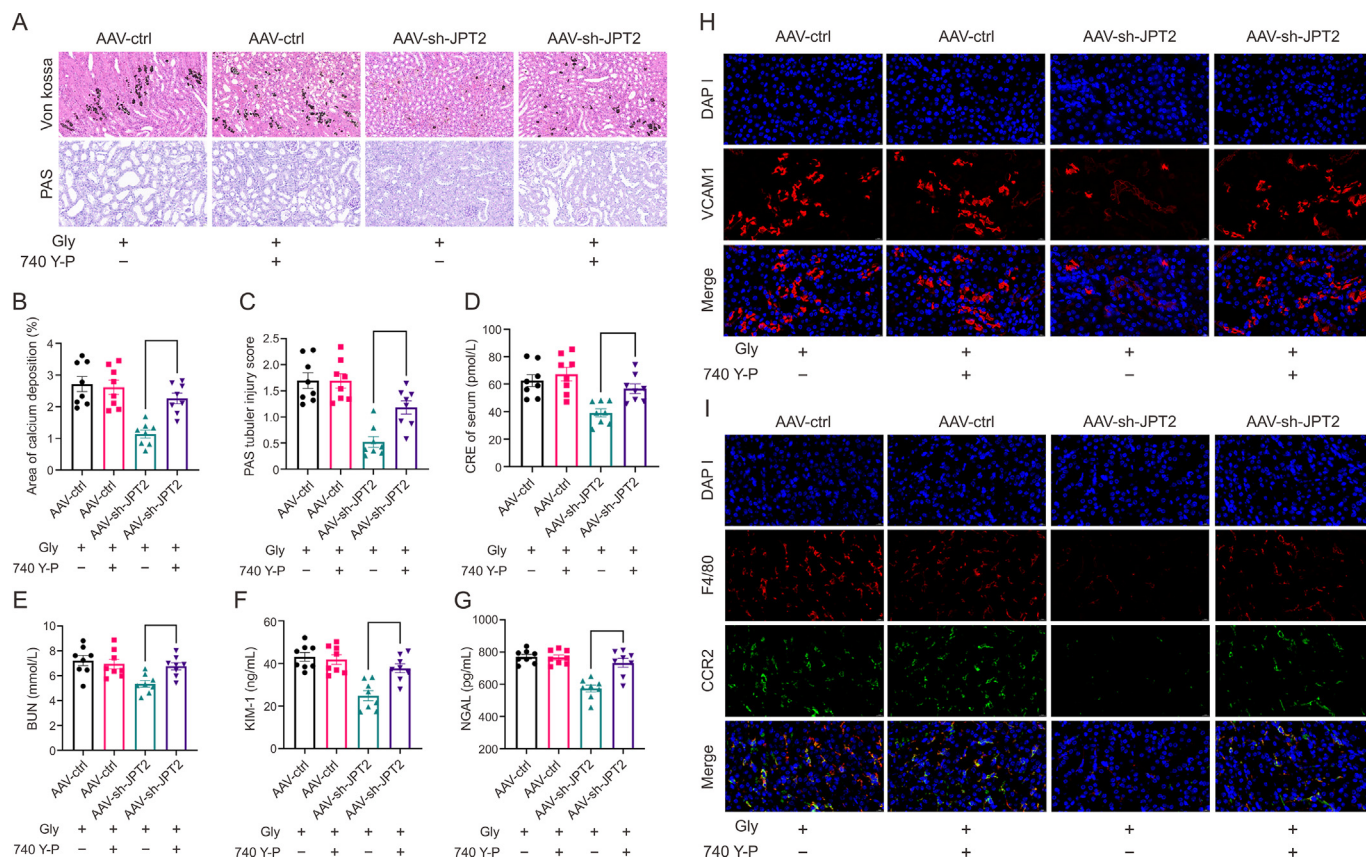 A
AAV-ctrl AAV-ctrl AAV-sh-JPT2 AAV-sh-JPT2
Von kossa
PAS
Gly + + + +
740 Y-P − + − +
B
Area of calcium deposition (%)
4
3
2
1
0
AAV-ctrl AAV-ctrl AAV-sh-JPT2 AAV-sh-JPT2
Gly + + + +
740 Y-P − + − +
C
PAS tubuler injury score
2.5
2.0
1.5
1.0
0.5
0
AAV-ctrl AAV-ctrl AAV-sh-JPT2 AAV-sh-JPT2
Gly + + + +
740 Y-P − + − +
D
CRE of serum (pmol/L)
100
80
60
40
20
0
AAV-ctrl AAV-ctrl AAV-sh-JPT2 AAV-sh-JPT2
Gly + + + +
740 Y-P − + − +
E
BUN (mmol/L)
10
8
6
4
2
0
AAV-ctrl AAV-ctrl AAV-sh-JPT2 AAV-sh-JPT2
Gly + + + +
740 Y-P − + − +
F
KIM-1 (ng/mL)
60
40
20
0
AAV-ctrl AAV-ctrl AAV-sh-JPT2 AAV-sh-JPT2
Gly + + + +
740 Y-P − + − +
G
NGAL (pg/mL)
1000
800
600
400
200
AAV-ctrl AAV-ctrl AAV-sh-JPT2 AAV-sh-JPT2
Gly + + + +
740 Y-P − + − +
H
AAV-ctrl AAV-ctrl AAV-sh-JPT2 AAV-sh-JPT2
DAP I
VCAM1
Merge
Gly + + + +
740 Y-P − + − +
I
AAV-ctrl AAV-ctrl AAV-sh-JPT2 AAV-sh-JPT2
DAP I
F4/80
CCR2
Merge
Gly + + + +
740 Y-P − + − +